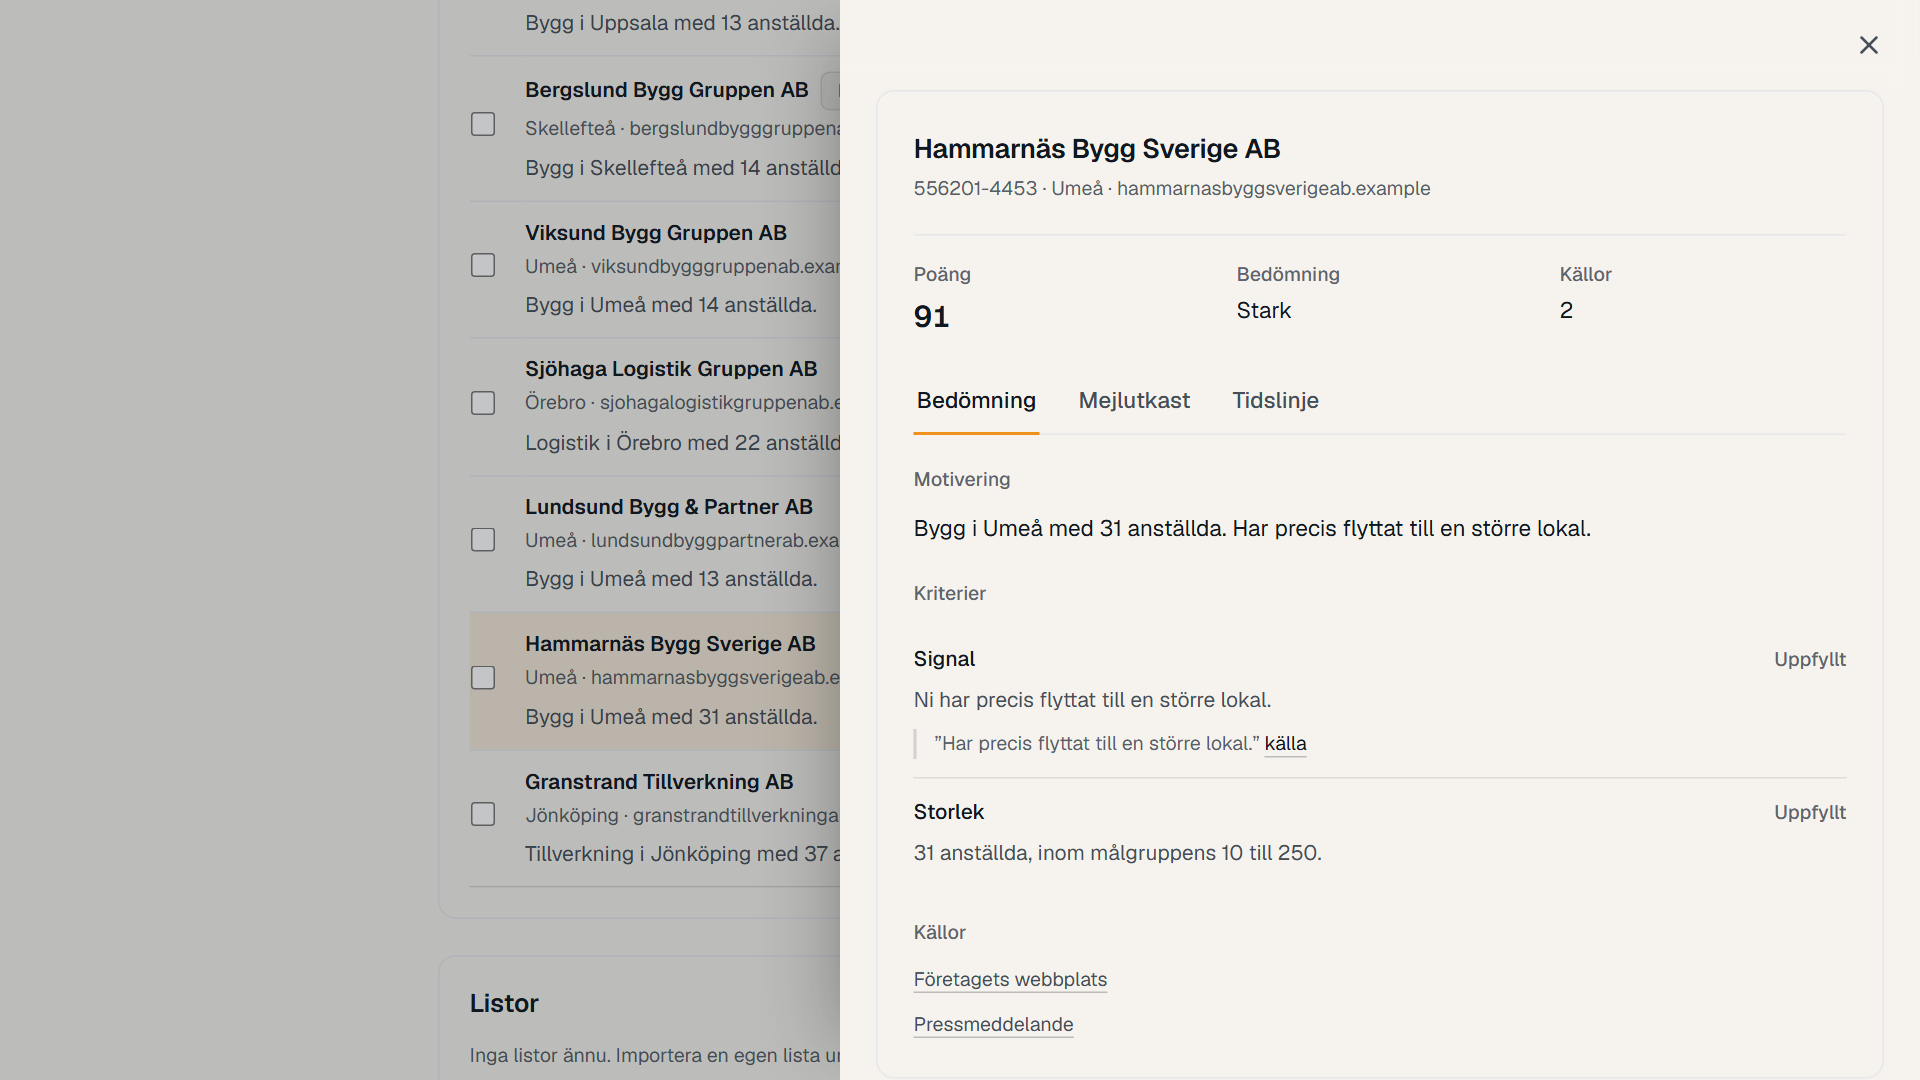 Bygg i Uppsala med 13 anställda.
Bergslund Bygg Gruppen AB
Skellefteå · bergslundbygggruppena
Bygg i Skellefteå med 14 anställd
Viksund Bygg Gruppen AB
Umeå · viksundbygggruppenab.exar
Bygg i Umeå med 14 anställda.
Sjöhaga Logistik Gruppen AB
Örebro · sjohagalogistikgruppenab.e
Logistik i Örebro med 22 anställd
Lundsund Bygg & Partner AB
Umeå · lundsundbyggpartnerab.exa
Bygg i Umeå med 13 anställda.
Hammarnäs Bygg Sverige AB
Umeå · hammarnasbyggsverigeab.e
Bygg i Umeå med 31 anställda.
Granstrand Tillverkning AB
Jönköping · granstrandtillverkninga
Tillverkning i Jönköping med 37 a
Listor
Inga listor ännu. Importera en egen lista
Hammarnäs Bygg Sverige AB
556201-4453 · Umeå · hammarnasbyggsverigeab.example
Poäng
91
Bedömning
Stark
Källor
2
Bedömning
Mejlutkast
Tidslinje
Motivering
Bygg i Umeå med 31 anställda. Har precis flyttat till en större lokal.
Kriterier
Signal
Uppfyllt
Ni har precis flyttat till en större lokal.
”Har precis flyttat till en större lokal.” källa
Storlek
Uppfyllt
31 anställda, inom målgruppens 10 till 250.
Källor
Företagets webbplats
Pressmeddelande